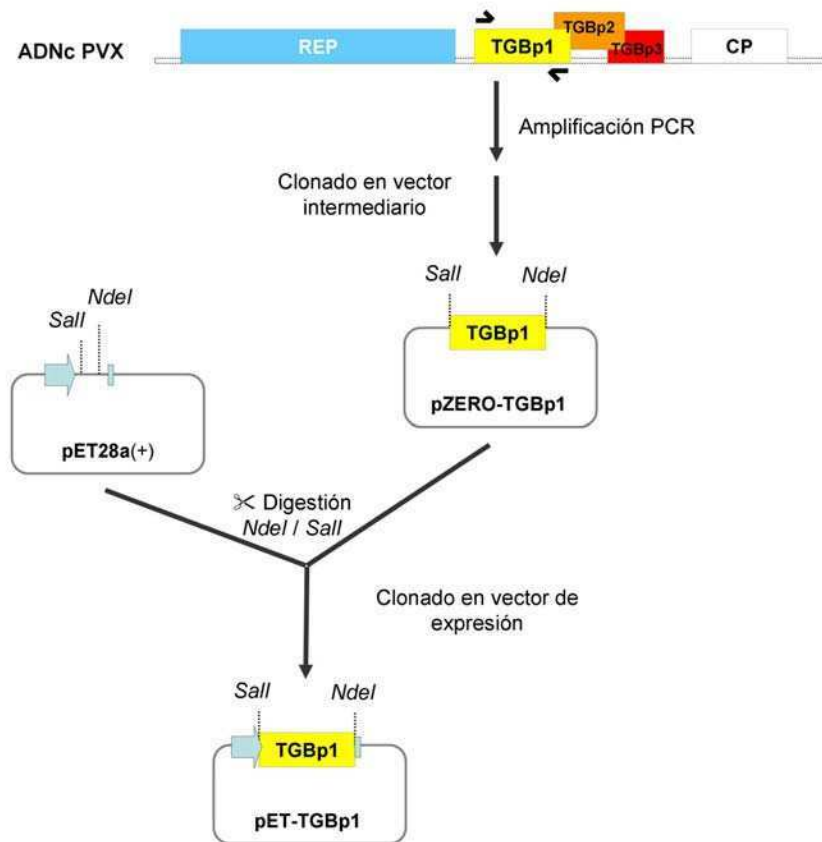 ADNc PVX
REP
TGBp1
TGBp2
TGBp3
CP
Amplificación PCR
Clonado en vector
intermediario
SalI
NdeI
TGBp1
pZERO-TGBp1
NdeI
SalI
pET28a(+)
Digestión
NdeI / SalI
Clonado en vector de
expresión
SalI
NdeI
TGBp1
pET-TGBp1